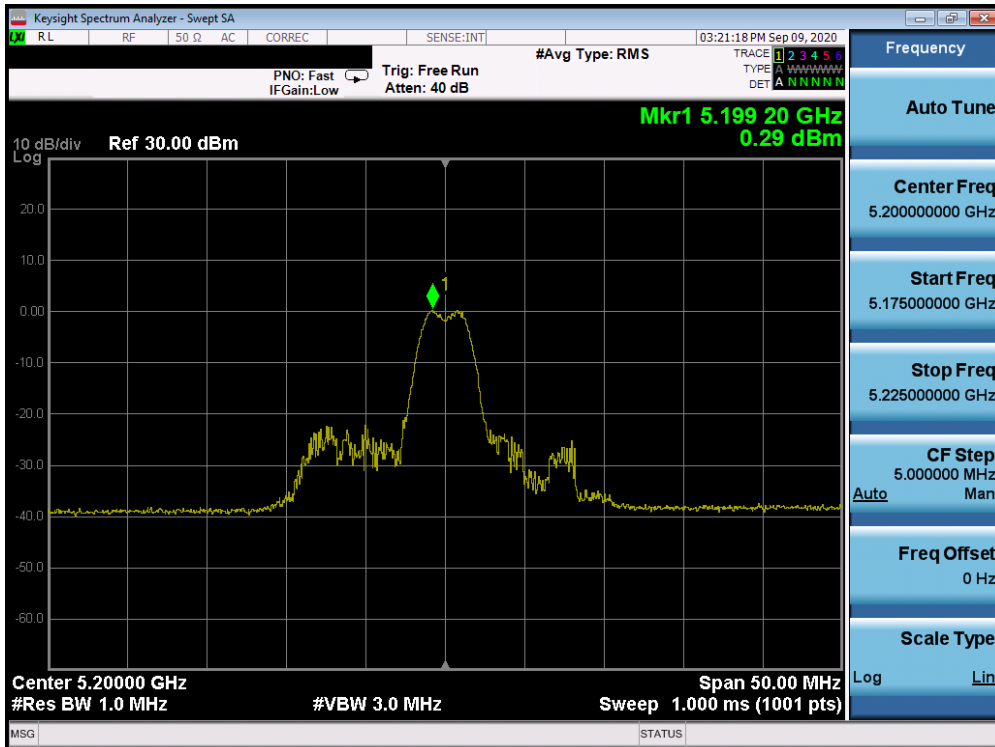 Keysight Spectrum Analyzer - Swept SA
LXI RL RF 50 Ω AC CORREC SENSE:INT 03:21:18 PM Sep 09, 2020
PNO: Fast
IFGain:Low
Trig: Free Run
Atten: 40 dB
#Avg Type: RMS
TRACE 1 2 3 4 5 6
TYPE A WWWWW
DET A N N N N N
Mkr1 5.199 20 GHz
0.29 dBm
10 dB/div
Log
Ref 30.00 dBm
20.0
10.0
0.00
-10.0
-20.0
-30.0
-40.0
-50.0
-60.0
1
Center 5.20000 GHz
#Res BW 1.0 MHz
#VBW 3.0 MHz
Span 50.00 MHz
Sweep 1.000 ms (1001 pts)
MSG
STATUS
Frequency
Auto Tune
Center Freq
5.200000000 GHz
Start Freq
5.175000000 GHz
Stop Freq
5.225000000 GHz
CF Step
5.000000 MHz
Auto Man
Freq Offset
0 Hz
Scale Type
Log Lin